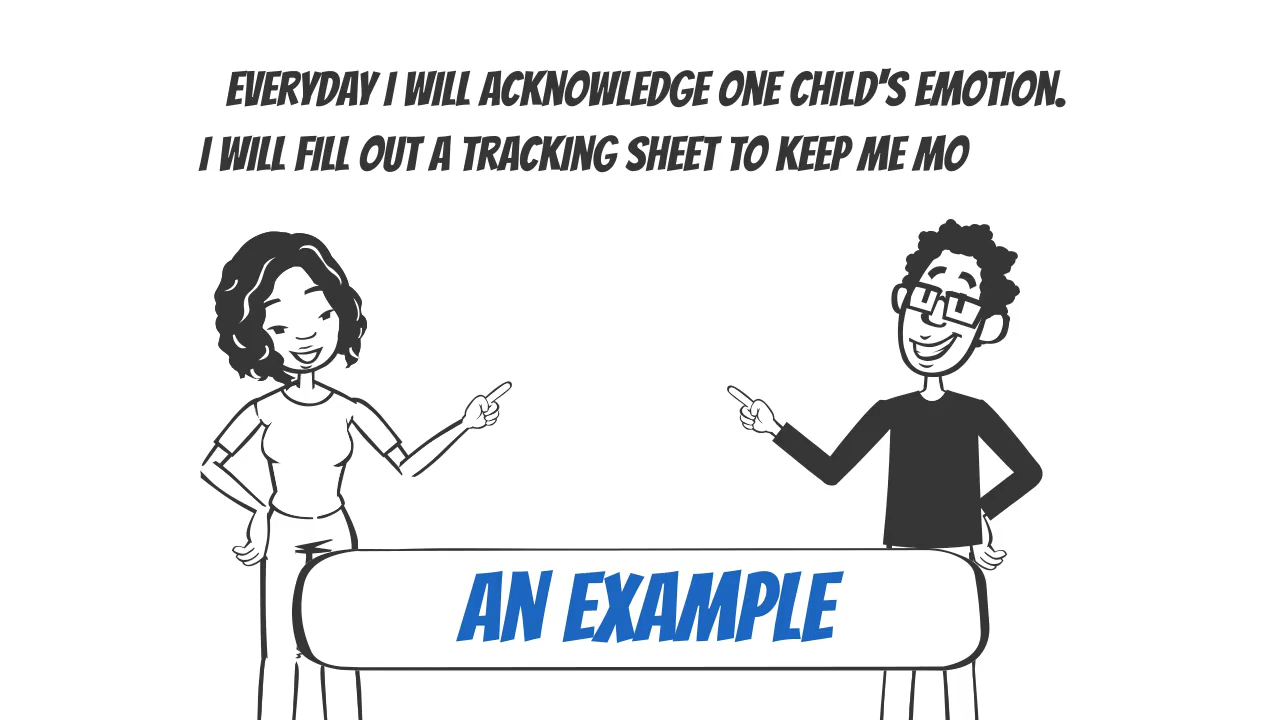 EVERYDAY I WILL ACKNOWLEDGE ONE CHILD'S EMOTION.
I WILL FILL OUT A TRACKING SHEET TO KEEP ME MO
AN EXAMPLE